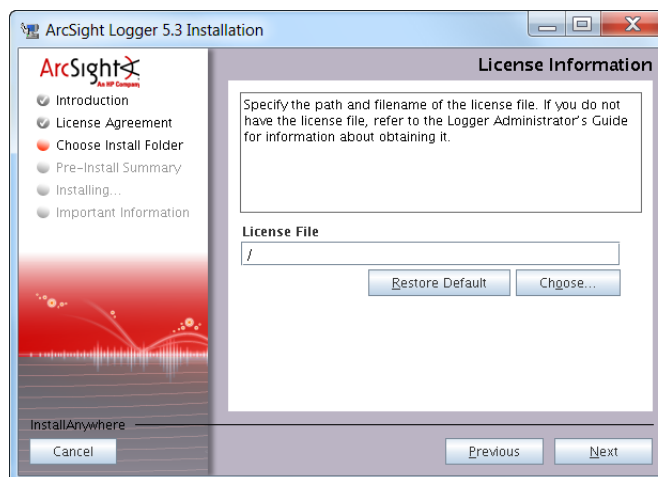 ArcSight Logger 5.3 Installation
ArcSight
An HP Company
License Information
Introduction
License Agreement
Choose Install Folder
Pre-Install Summary
Installing...
Important Information
Specify the path and filename of the license file. If you do not
have the license file, refer to the Logger Administrator's Guide
for information about obtaining it.
License File
/
Restore Default
Choose...
InstallAnywhere
Cancel
Previous
Next